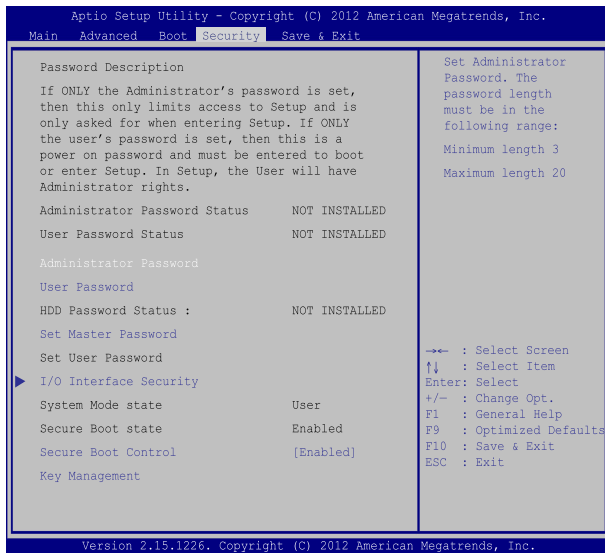 Aptio Setup Utility - Copyright (C) 2012 American Megatrends, Inc.
Main Advanced Boot Security Save & Exit
Password Description
If ONLY the Administrator's password is set,
then this only limits access to Setup and is
only asked for when entering Setup. If ONLY
the user's password is set, then this is a
power on password and must be entered to boot
or enter Setup. In Setup, the User will have
Administrator rights.
Administrator Password Status NOT INSTALLED
User Password Status NOT INSTALLED
Administrator Password
User Password
HDD Password Status : NOT INSTALLED
Set Master Password
Set User Password
I/O Interface Security
System Mode state User
Secure Boot state Enabled
Secure Boot Control [Enabled]
Key Management
Set Administrator
Password. The
password length
must be in the
following range:
Minimum length 3
Maximum length 20
→← : Select Screen
↑↓ : Select Item
Enter: Select
+/— : Change Opt.
F1 : General Help
F9 : Optimized Defaults
F10 : Save & Exit
ESC : Exit
Version 2.15.1226. Copyright (C) 2012 American Megatrends, Inc.